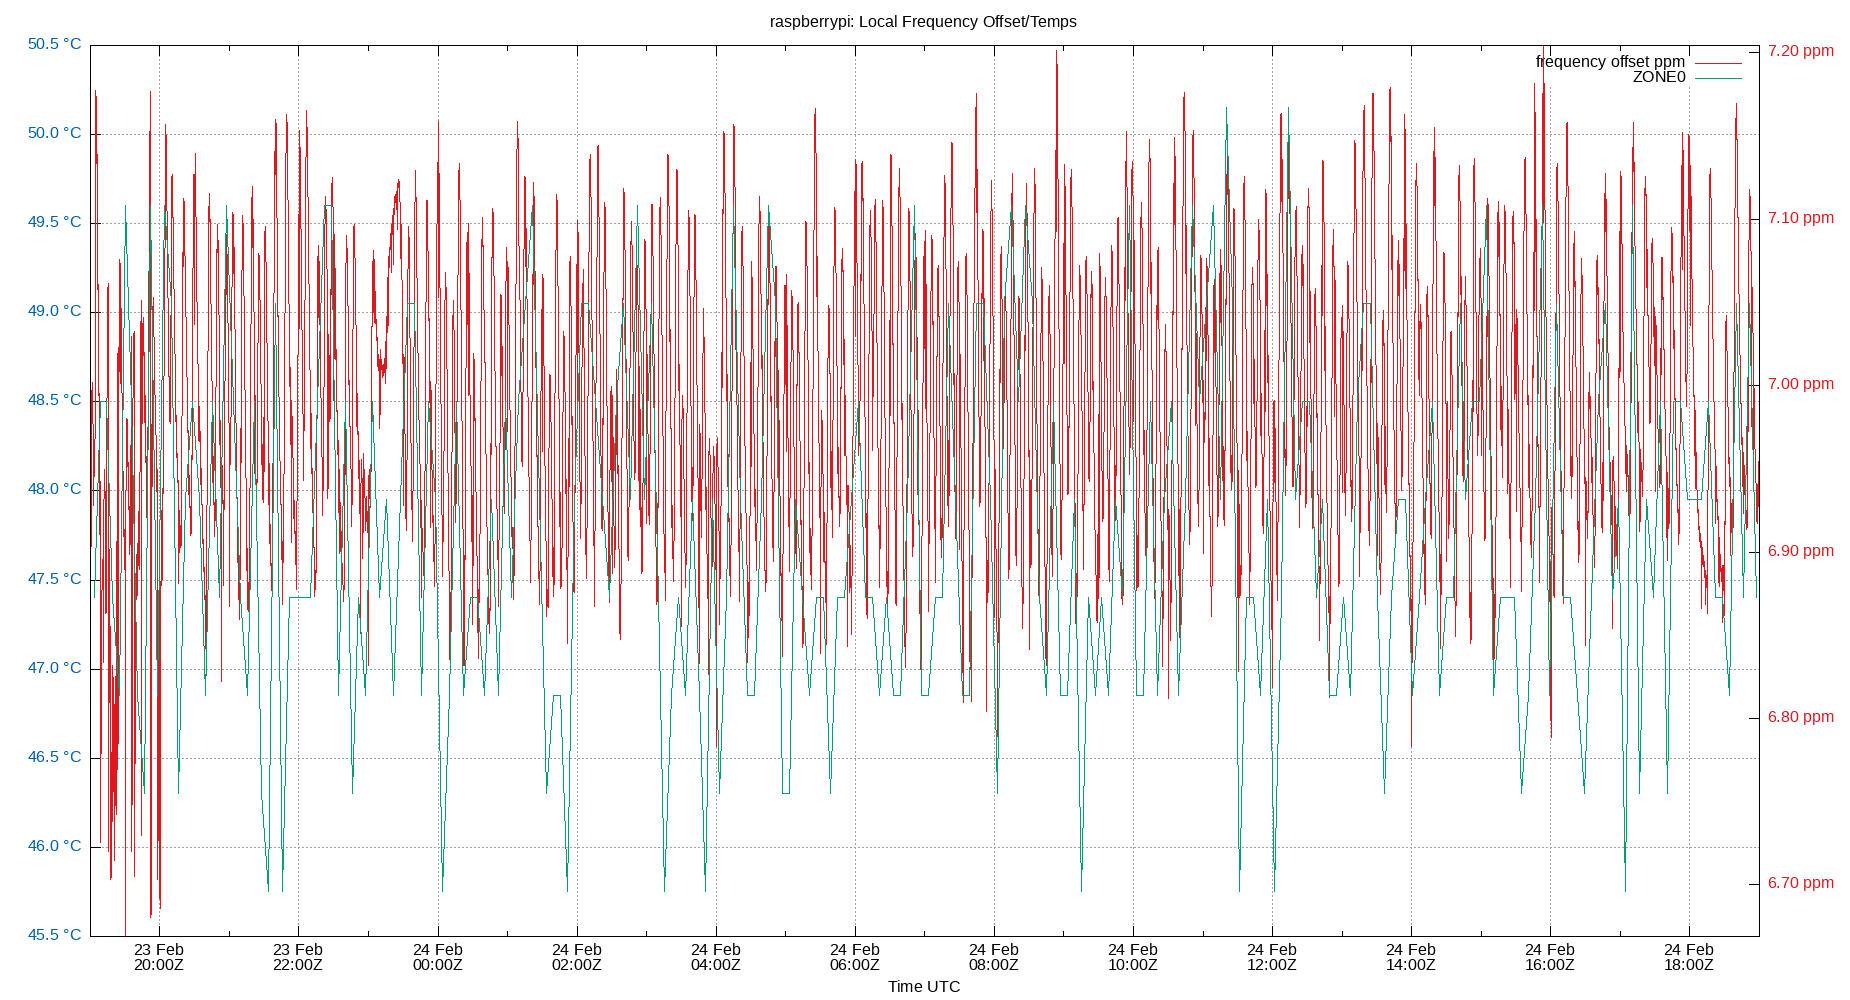 raspberrypi: Local Frequency Offset/Temps
50.5 °C
7.20 ppm
frequency offset ppm
ZONE0
50.0 °C
49.5 °C
7.10 ppm
49.0 °C
7.00 ppm
48.5 °C
48.0 °C
6.90 ppm
47.5 °C
47.0 °C
6.80 ppm
46.5 °C
46.0 °C
6.70 ppm
45.5 °C
23 Feb 23 Feb 24 Feb 24 Feb 24 Feb 24 Feb 24 Feb 24 Feb 24 Feb 24 Feb 24 Feb 24 Feb
20:00Z 22:00Z 00:00Z 02:00Z 04:00Z 06:00Z 08:00Z 10:00Z 12:00Z 14:00Z 16:00Z 18:00Z
Time UTC